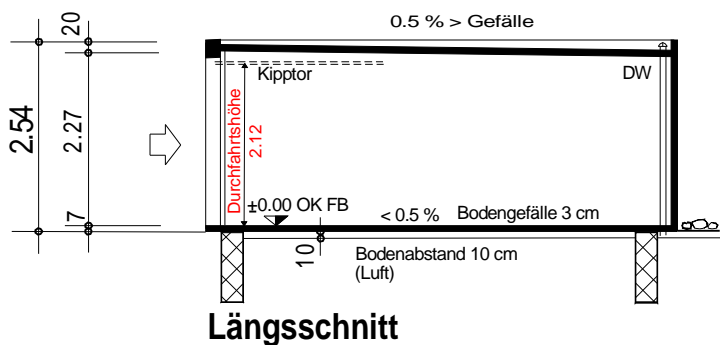 0.5 % > Gefälle
20
2.54
2.27
7
Kipptor
DW
Durchfahrtshöhe
2.12
±0.00 OK FB
< 0.5 %
Bodengefälle 3 cm
10
Bodenabstand 10 cm
(Luft)
Längsschnitt